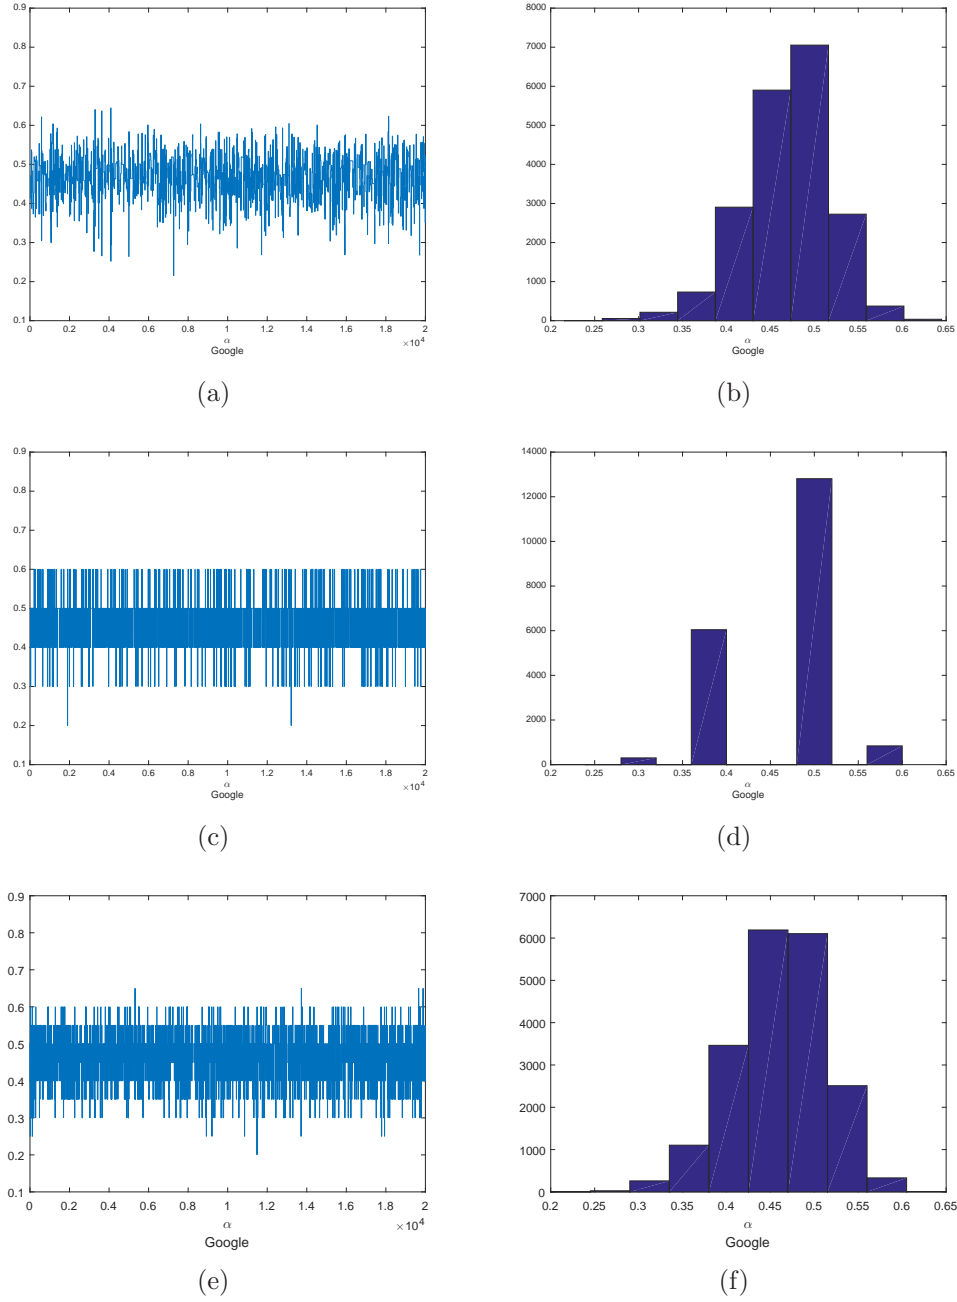 0.9 0.8 0.7 0.6 0.5 0.4 0.3 0.2 0.1
0 0.2 0.4 0.6 0.8 1 1.2 1.4 1.6 1.8 2
×10^4
α
Google
(a)
8000 7000 6000 5000 4000 3000 2000 1000 0
0.2 0.25 0.3 0.35 0.4 0.45 0.5 0.55 0.6 0.65
α
Google
(b)
0.9 0.8 0.7 0.6 0.5 0.4 0.3 0.2 0.1
0 0.2 0.4 0.6 0.8 1 1.2 1.4 1.6 1.8 2
×10^4
α
Google
(c)
14000 12000 10000 8000 6000 4000 2000 0
0.2 0.25 0.3 0.35 0.4 0.45 0.5 0.55 0.6 0.65
α
Google
(d)
0.9 0.8 0.7 0.6 0.5 0.4 0.3 0.2 0.1
0 0.2 0.4 0.6 0.8 1 1.2 1.4 1.6 1.8 2
×10^4
α
Google
(e)
7000 6000 5000 4000 3000 2000 1000 0
0.2 0.25 0.3 0.35 0.4 0.45 0.5 0.55 0.6 0.65
α
Google
(f)